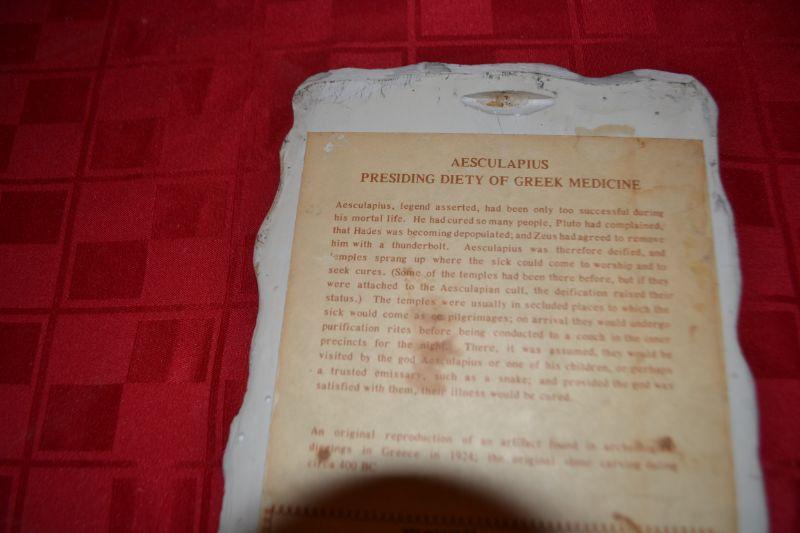 AESCULAPIUS
PRESIDING DIETY OF GREEK MEDICINE
Aesculapius, legend asserted, had been only too successful during
his mortal life. He had cured so many people, Pluto had complained,
that Hades was becoming depopulated; and Zeus had agreed to remove
him with a thunderbolt. Aesculapius was therefore deified, and
temples sprang up where the sick could come to worship and to
seek cures. (Some of the temples had been there before, but if they
were attached to the Aesculapian cult, the deification raised their
status.) The temples were usually in secluded places to which the
sick would come as on pilgrimages; on arrival they would undergo
purification rites before being conducted to a couch in the inner
precincts for the night. There, it was assumed, they would be
visited by the god Aesculapius or one of his children, or perhaps
a trusted emissary, such as a snake; and provided the god was
satisfied with them, their illness would be cured.
An original reproduction of an artifact found in archeological
diggings in Greece in 1924; the original stone carving dating
circa 400 BC